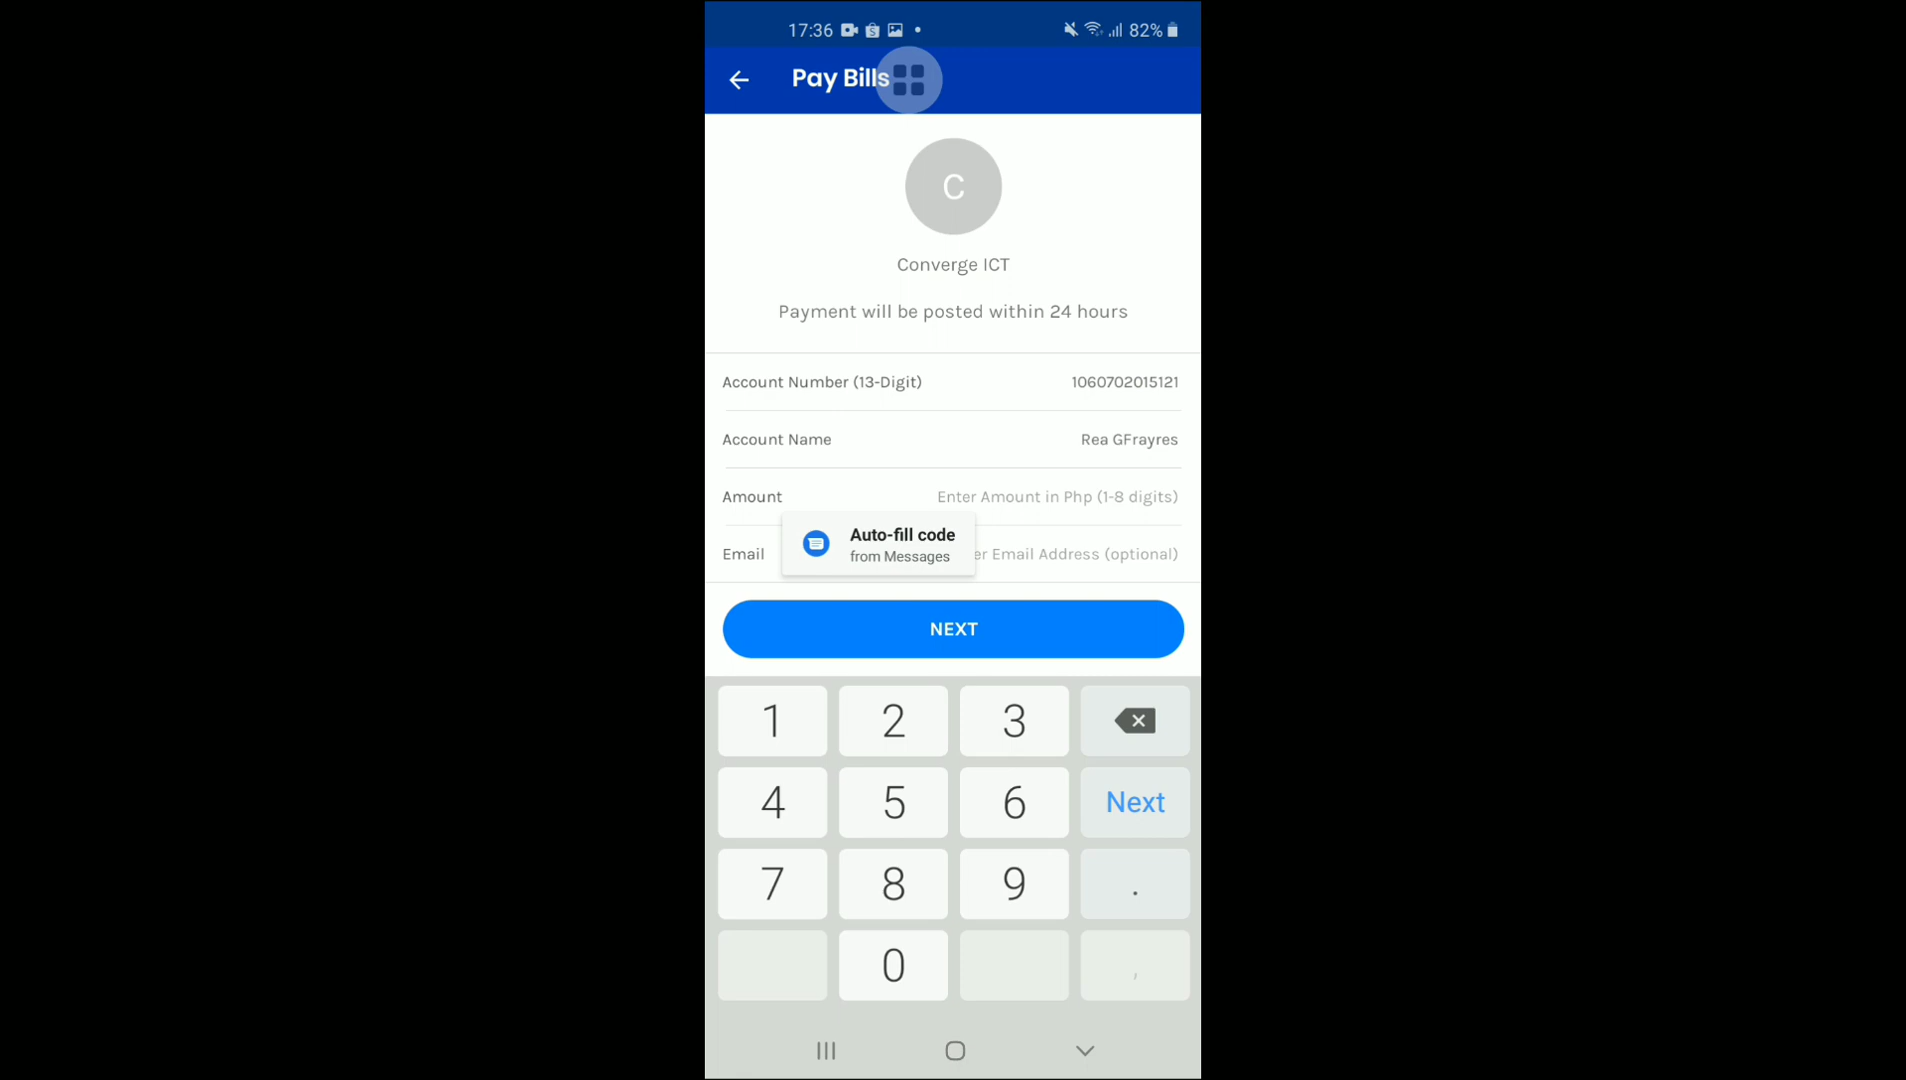 17:36 82%
Pay Bills
C
Converge ICT
Payment will be posted within 24 hours
Account Number (13-Digit) 1060702015121
Account Name Rea GFrayres
Amount Enter Amount in Php (1-8 digits)
Auto-fill code
from Messages
Email er Email Address (optional)
NEXT
1 2 3
4 5 6 Next
7 8 9 .
0 ,